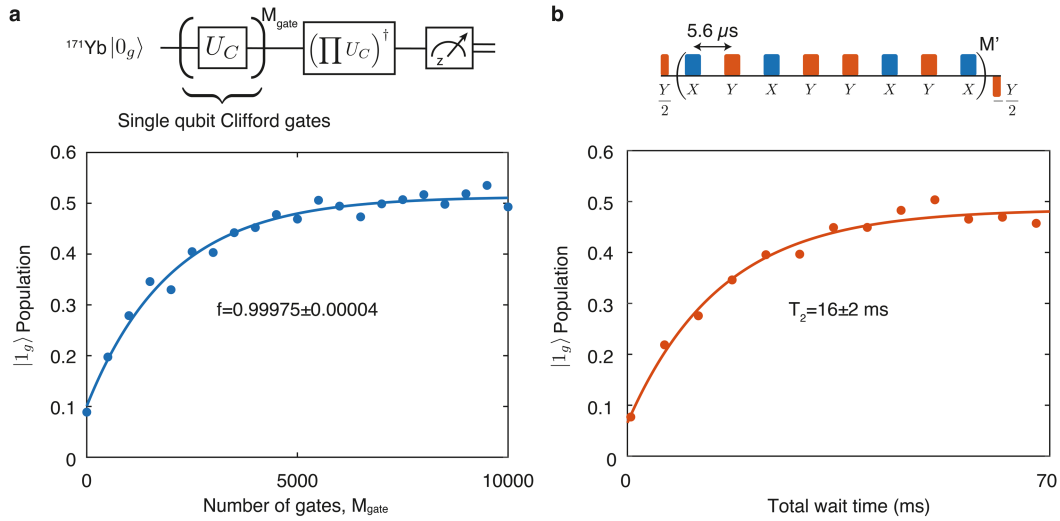 a
¹⁷¹Yb |0_g⟩
(U_C)
M_gate
(∏ U_C)†
z
Single qubit Clifford gates
0.6
0.5
0.4
0.3
0.2
0.1
0
|1_g⟩ Population
f=0.99975±0.00004
0
5000
10000
Number of gates, M_gate
b
5.6 μs
M'
Y/2
X
Y
X
Y
Y
X
Y
X
-Y/2
0.6
0.5
0.4
0.3
0.2
0.1
0
|1_g⟩ Population
T₂=16±2 ms
0
70
Total wait time (ms)